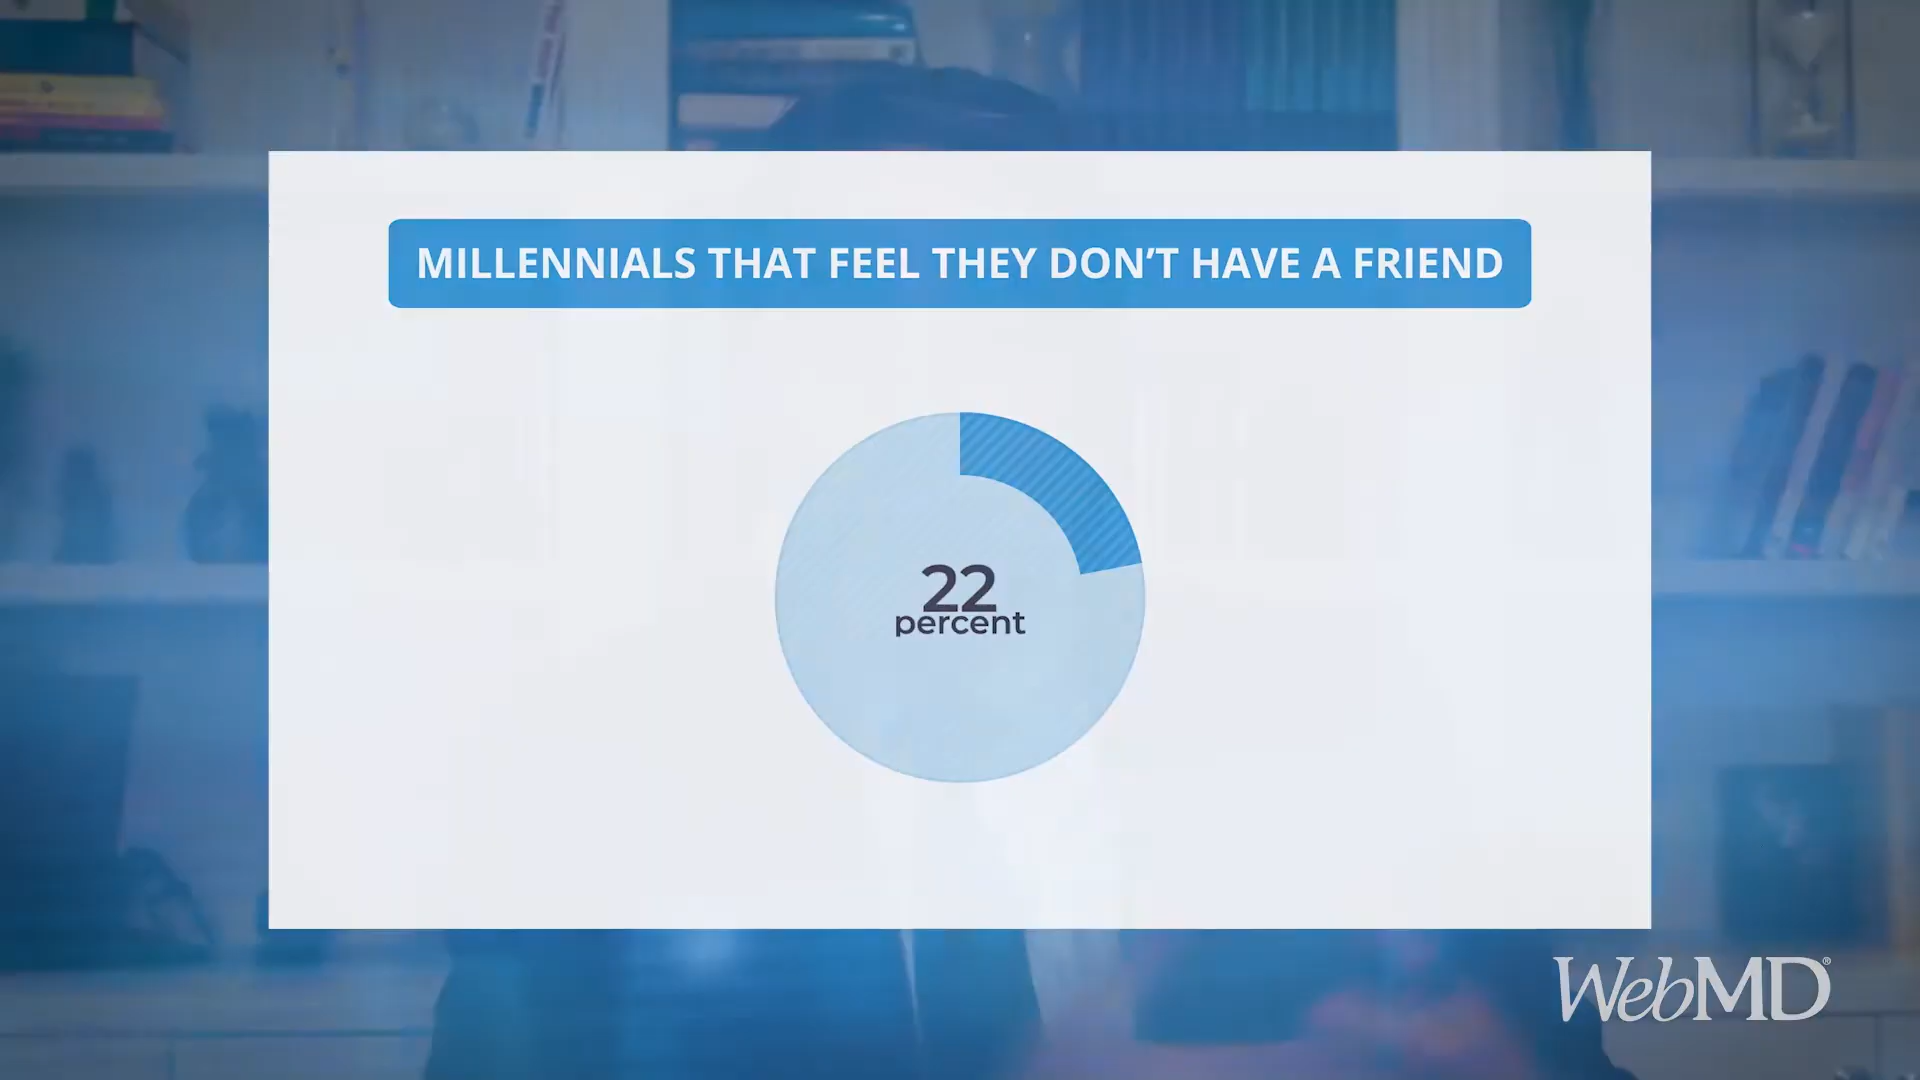 MILLENNIALS THAT FEEL THEY DON'T HAVE A FRIEND
22
percent
WebMD®